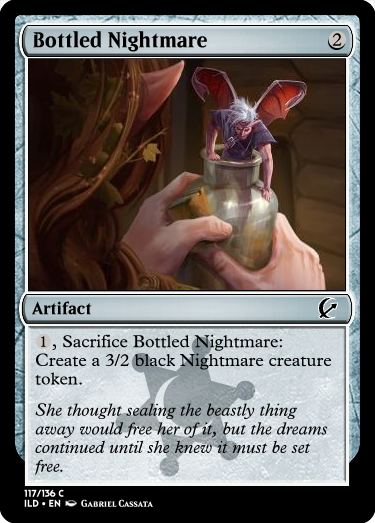 Bottled Nightmare 2
Artifact
1, Sacrifice Bottled Nightmare:
Create a 3/2 black Nightmare creature
token.
She thought sealing the beastly thing
away would free her of it, but the dreams
continued until she knew it must be set
free.
117/136 C
ILD • EN Gabriel Cassata